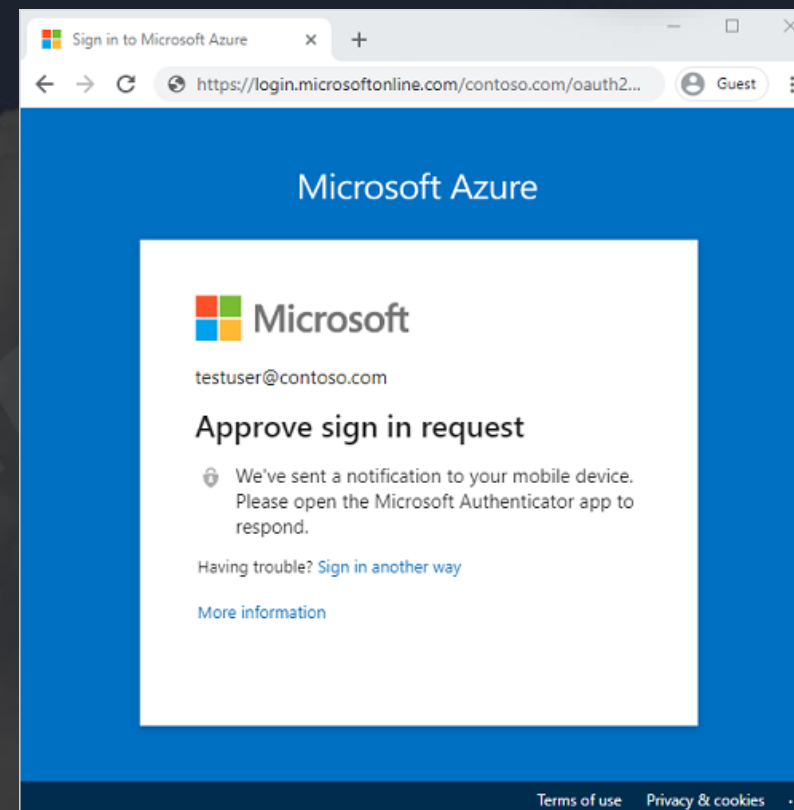 Sign in to Microsoft Azure
https://login.microsoftonline.com/contoso.com/oauth2...
Guest
Microsoft Azure
Microsoft
testuser@contoso.com
Approve sign in request
We've sent a notification to your mobile device.
Please open the Microsoft Authenticator app to
respond.
Having trouble? Sign in another way
More information
Terms of use Privacy & cookies